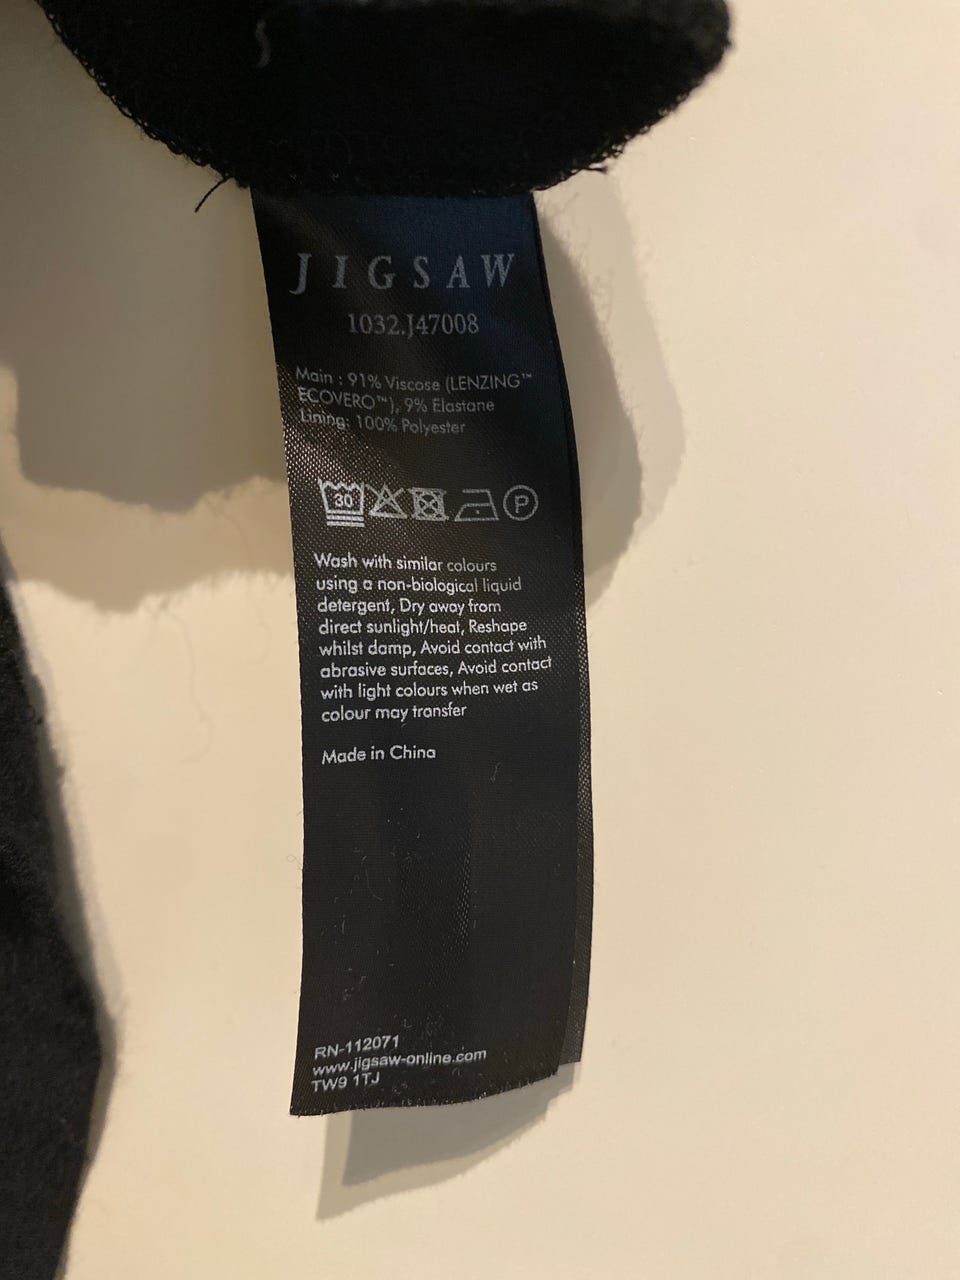 JIGSAW
1032.J47008
Main : 91% Viscose (LENZING™
ECOVERO™), 9% Elastane
Lining: 100% Polyester
30 P
Wash with similar colours
using a non-biological liquid
detergent, Dry away from
direct sunlight/heat, Reshape
whilst damp, Avoid contact with
abrasive surfaces, Avoid contact
with light colours when wet as
colour may transfer
Made in China
RN-112071
www.jigsaw-online.com
TW9 1TJ